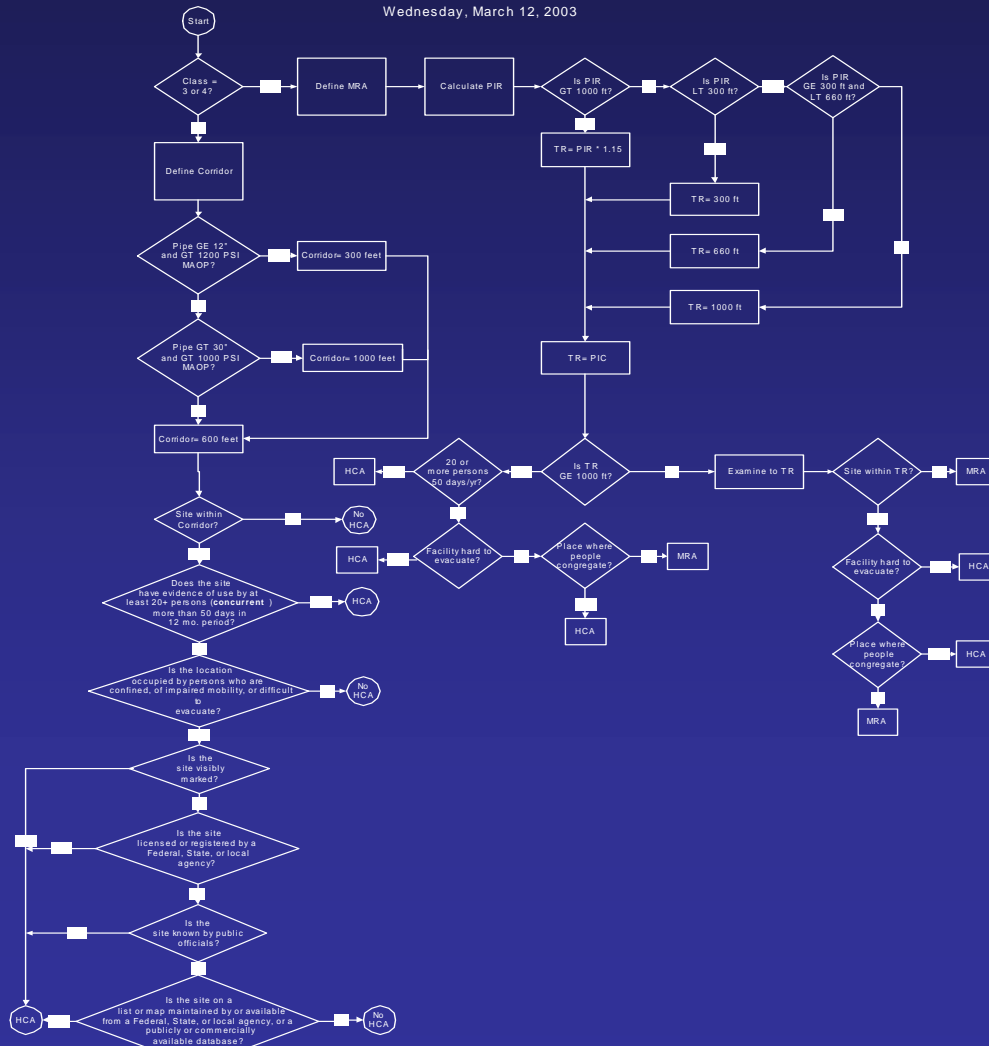 Wednesday, March 12, 2003
Start
Class =
3 or 4?
Define MRA
Calculate PIR
Is PIR
GT 1000 ft?
Is PIR
LT 300 ft?
Is PIR
GE 300 ft and
LT 660 ft?
TR= PIR * 1.15
Define Corridor
TR= 300 ft
Pipe GE 12"
and GT 1200 PSI
MAOP?
Corridor= 300 feet
TR= 660 ft
TR= 1000 ft
Pipe GT 30"
and GT 1000 PSI
MAOP?
Corridor= 1000 feet
TR= PIC
Corridor= 600 feet
HCA
20 or
more persons
50 days/yr?
Is TR
GE 1000 ft?
Examine to TR
Site within TR?
MRA
Site within
Corridor?
No
HCA
HCA
Facility hard to
evacuate?
Place where
people
congregate?
MRA
Facility hard to
evacuate?
HCA
Does the site
have evidence of use by at
least 20+ persons (concurrent )
more than 50 days in
12 mo. period?
HCA
HCA
Place where
people
congregate?
HCA
Is the location
occupied by persons who are
confined, of impaired mobility, or difficult
to
evacuate?
No
HCA
MRA
Is the
site visibly
marked?
Is the site
licensed or registered by a
Federal, State, or local
agency?
Is the
site known by public
officials?
HCA
Is the site on a
list or map maintained by or available
from a Federal, State, or local agency, or a
publicly or commercially
available database?
No
HCA